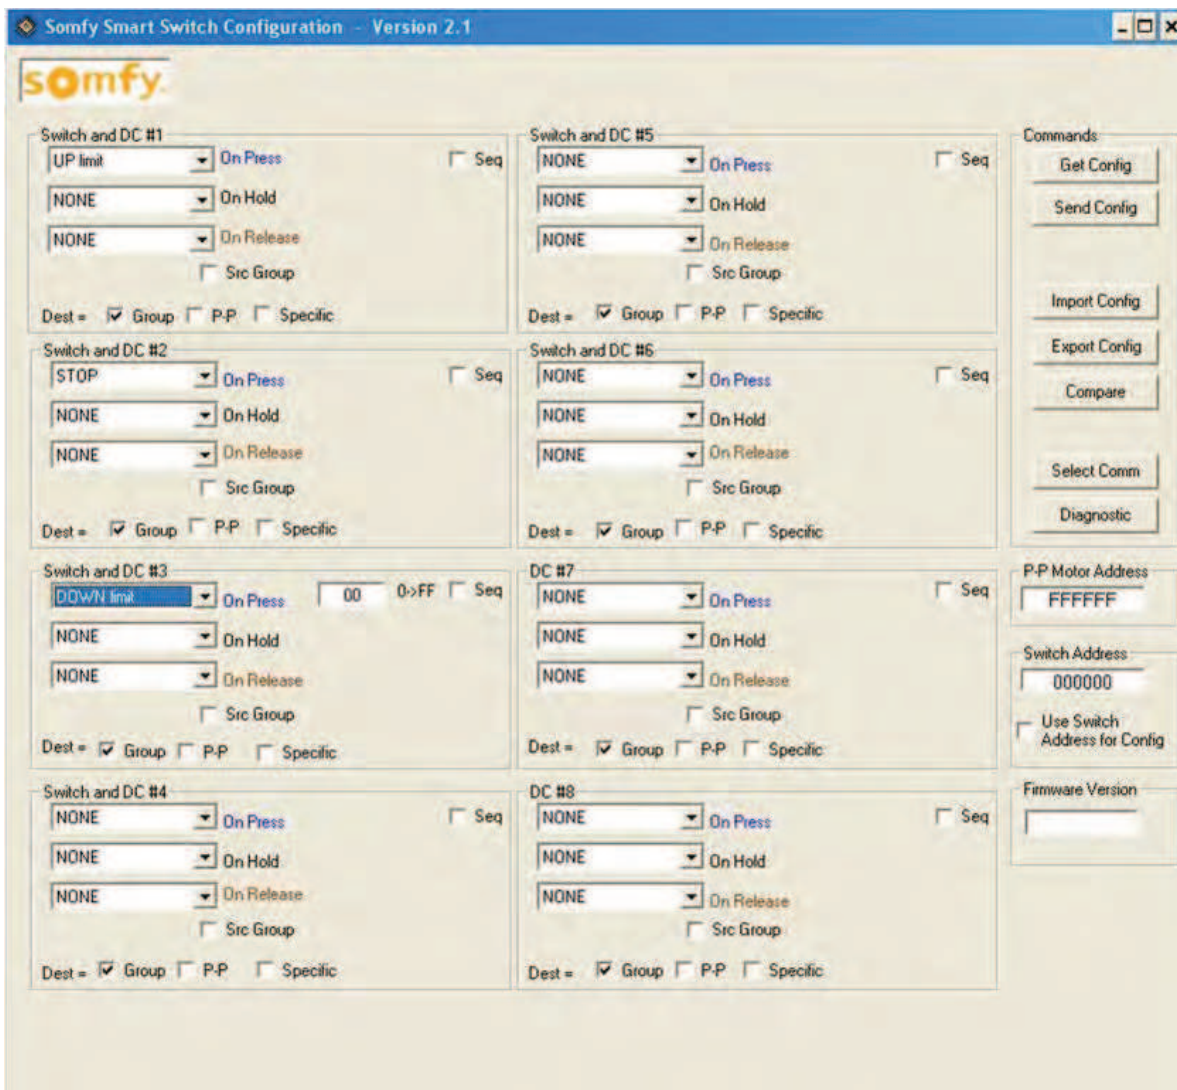 Somfy Smart Switch Configuration - Version 2.1
somfy.
Switch and DC #1
UP limit On Press Seq
NONE On Hold
NONE On Release
Src Group
Dest = Group P-P Specific
Switch and DC #2
STOP On Press Seq
NONE On Hold
NONE On Release
Src Group
Dest = Group P-P Specific
Switch and DC #3
DOWN limit On Press 00 0->FF Seq
NONE On Hold
NONE On Release
Src Group
Dest = Group P-P Specific
Switch and DC #4
NONE On Press Seq
NONE On Hold
NONE On Release
Src Group
Dest = Group P-P Specific
Switch and DC #5
NONE On Press Seq
NONE On Hold
NONE On Release
Src Group
Dest = Group P-P Specific
Switch and DC #6
NONE On Press Seq
NONE On Hold
NONE On Release
Src Group
Dest = Group P-P Specific
DC #7
NONE On Press Seq
NONE On Hold
NONE On Release
Src Group
Dest = Group P-P Specific
DC #8
NONE On Press Seq
NONE On Hold
NONE On Release
Src Group
Dest = Group P-P Specific
Commands
Get Config
Send Config
Import Config
Export Config
Compare
Select Comm
Diagnostic
P-P Motor Address
FFFFFF
Switch Address
000000
Use Switch
Address for Config
Firmware Version